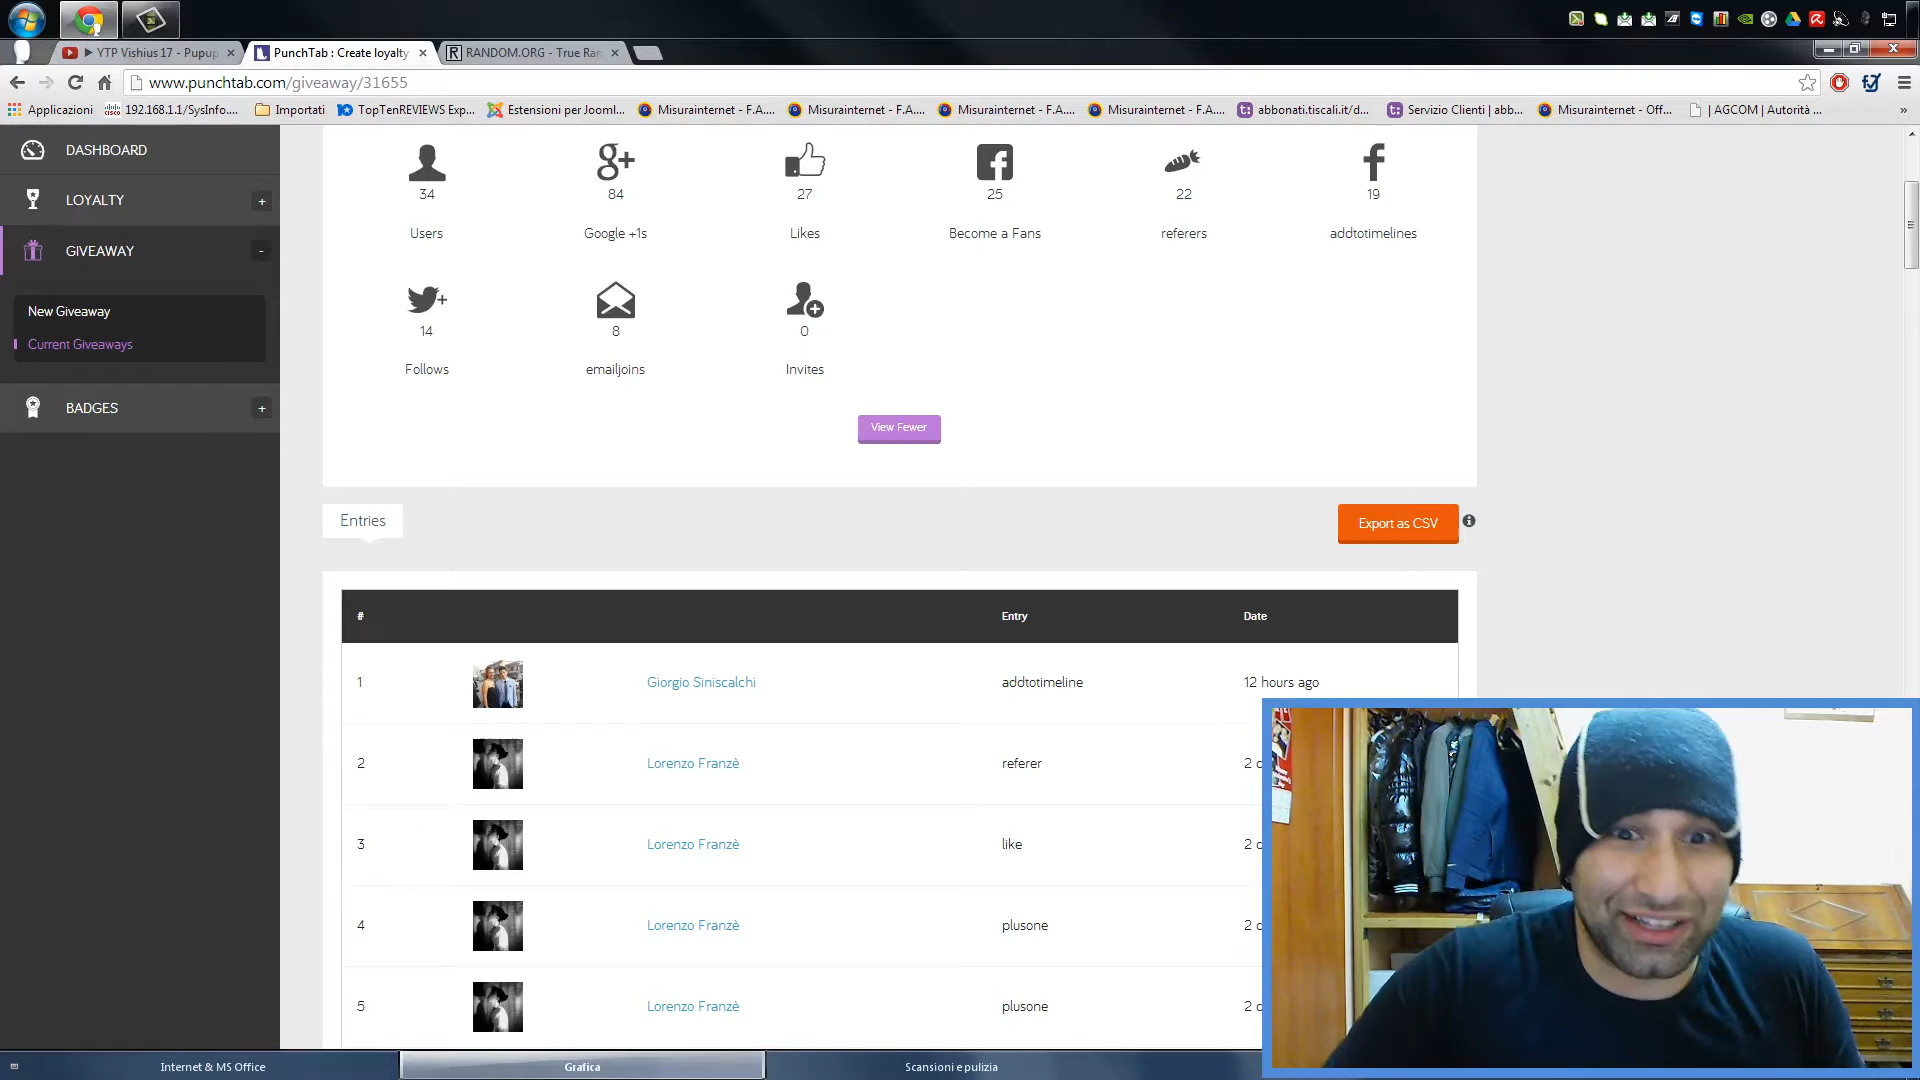 YTP Vishius 17 - Pupup
PunchTab : Create loyalty
RANDOM.ORG - True Ran
www.punchtab.com/giveaway/31655
Applicazioni
192.168.1.1/SysInfo....
Importati
TopTenREVIEWS Exp...
Estensioni per Jooml...
Misurainternet - F.A....
Misurainternet - F.A....
Misurainternet - F.A....
Misurainternet - F.A....
abbonati.tiscali.it/d...
Servizio Clienti | abb...
Misurainternet - Off...
| AGCOM | Autorità ...
DASHBOARD
LOYALTY +
GIVEAWAY -
New Giveaway
Current Giveaways
BADGES +
34
84
27
25
22
19
Users
Google +1s
Likes
Become a Fans
referers
addtotimelines
14
8
0
Follows
emailjoins
Invites
View Fewer
Entries
Export as CSV
# Entry Date
1 Giorgio Siniscalchi addtotimeline 12 hours ago
2 Lorenzo Franzè referer 2
3 Lorenzo Franzè like 2
4 Lorenzo Franzè plusone 2
5 Lorenzo Franzè plusone 2
Internet & MS Office
Grafica
Scansioni e pulizia